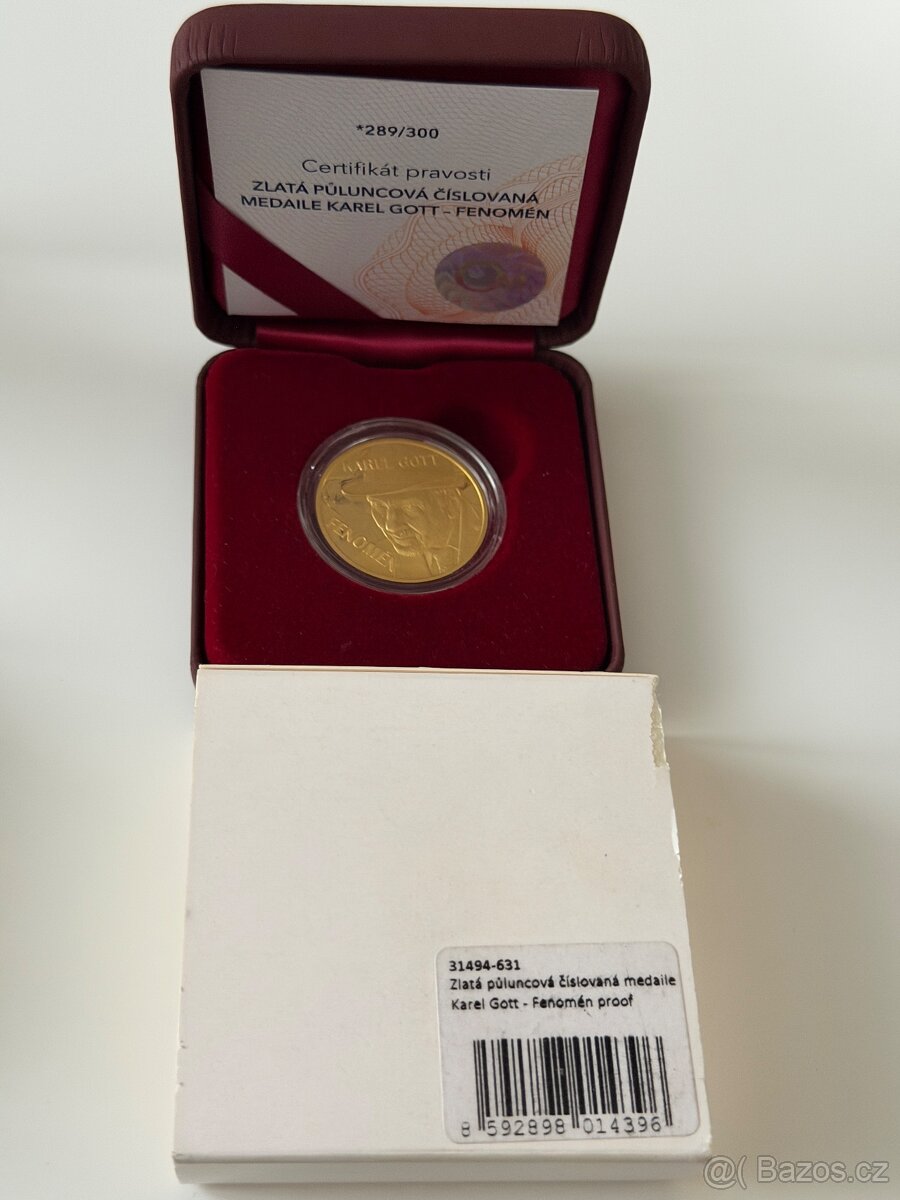 *289/300
Certifikát pravosti
ZLATÁ PŮLUNCOVÁ ČÍSLOVANÁ
MEDAILE KAREL GOTT - FENOMÉN
KAREL GOTT
FENOMÉN
31494-631
Zlatá půluncová číslovaná medaile
Karel Gott - Fenomén proof
8 592898 014396
@( Bazos.cz